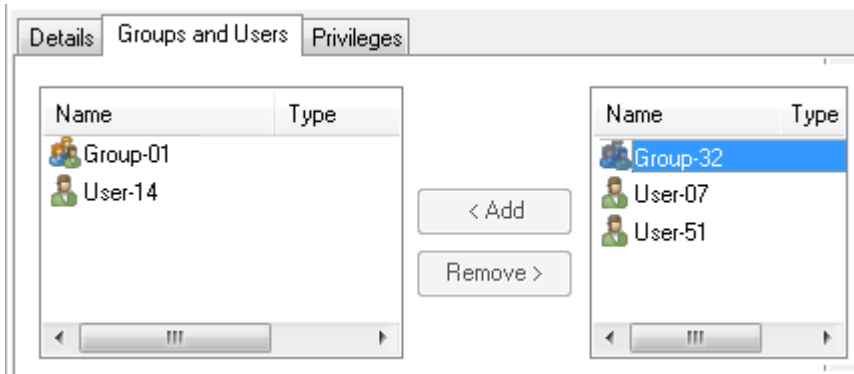 Details Groups and Users Privileges
Name Type Name Type
Group-01 Group-32
User-14 User-07
< Add
User-51
Remove >